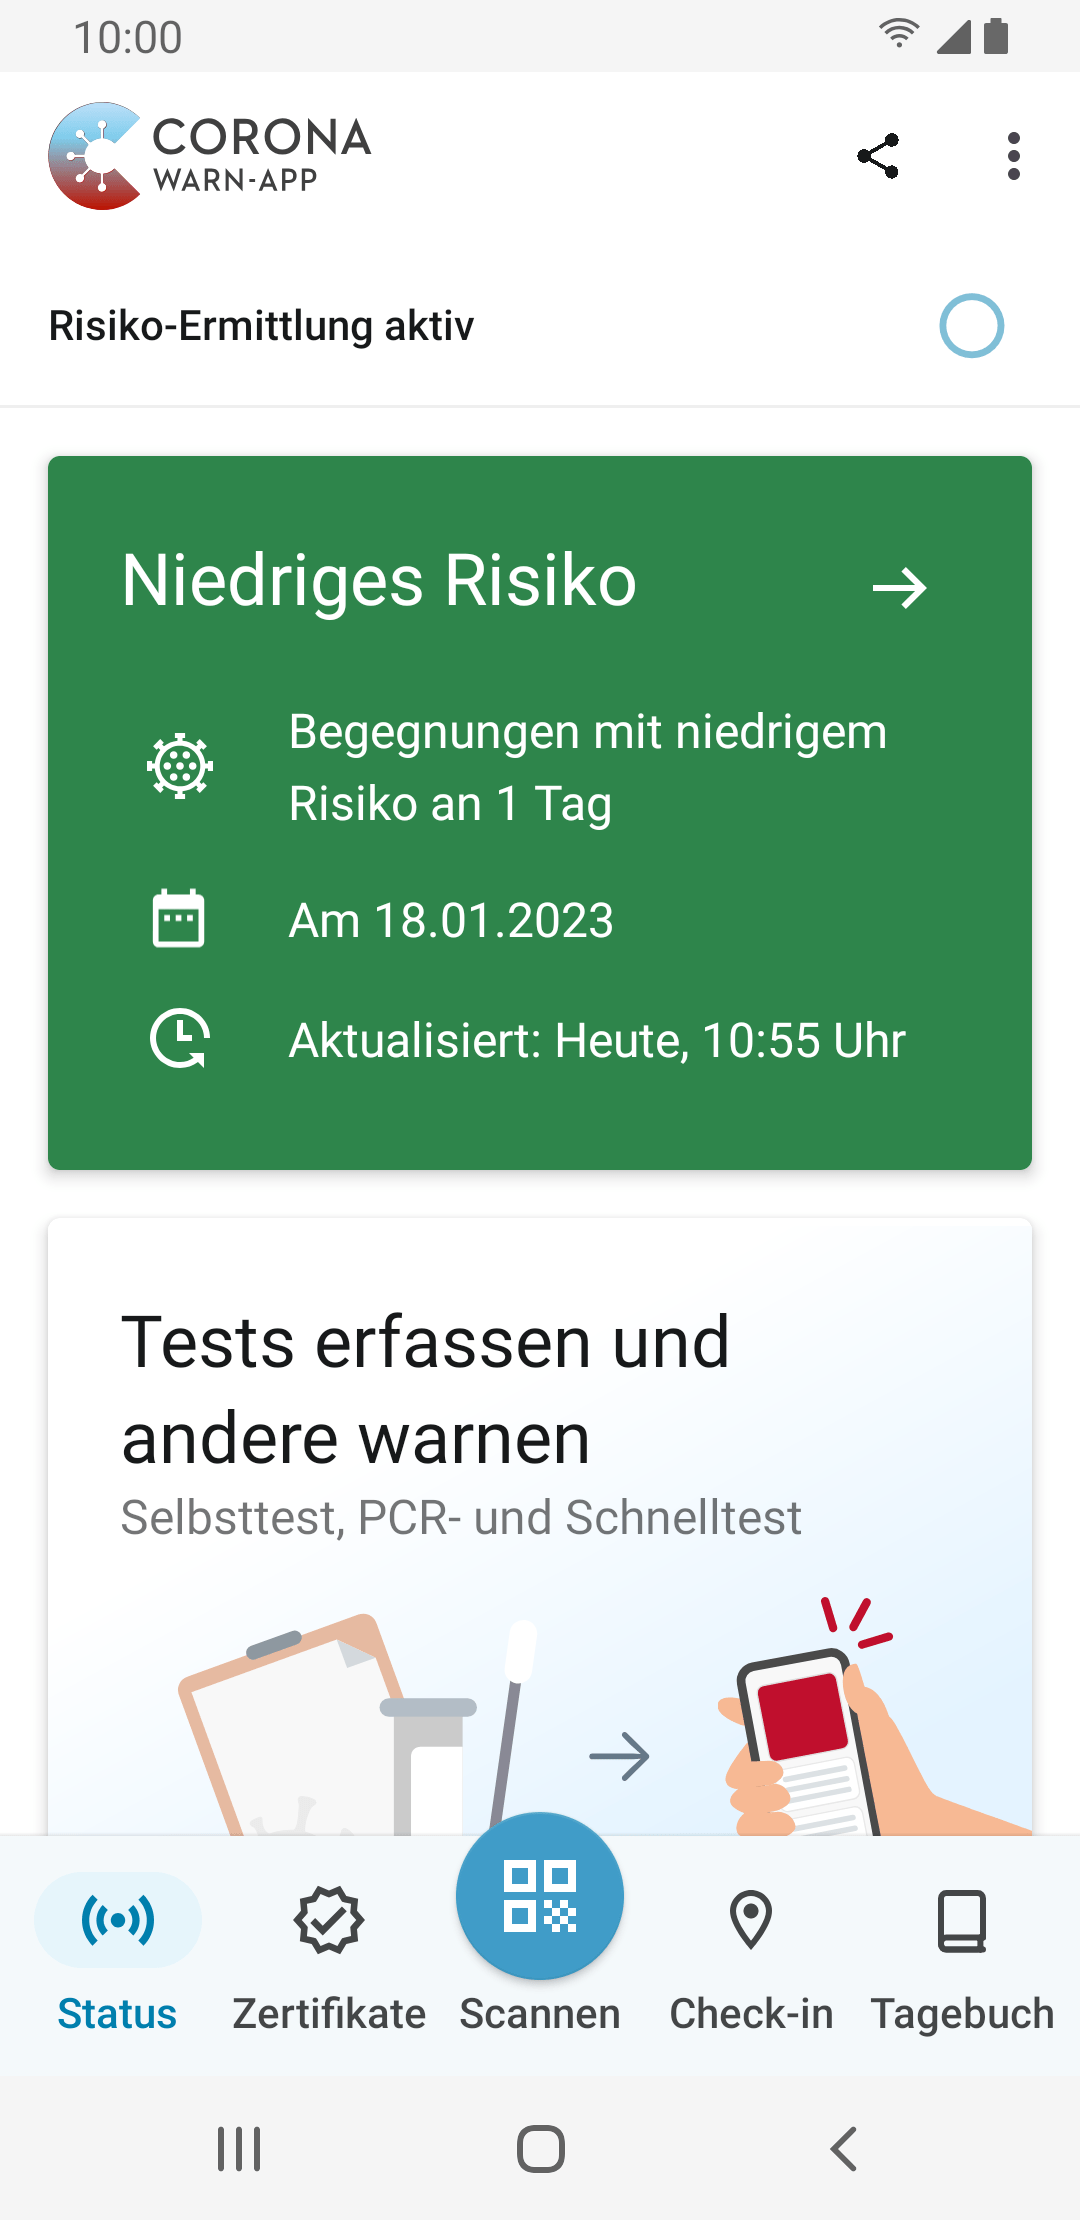 10:00
CORONA
WARN-APP
Risiko-Ermittlung aktiv
Niedriges Risiko
Begegnungen mit niedrigem
Risiko an 1 Tag
Am 18.01.2023
Aktualisiert: Heute, 10:55 Uhr
Tests erfassen und
andere warnen
Selbsttest, PCR- und Schnelltest
Status
Zertifikate
Scannen
Check-in
Tagebuch